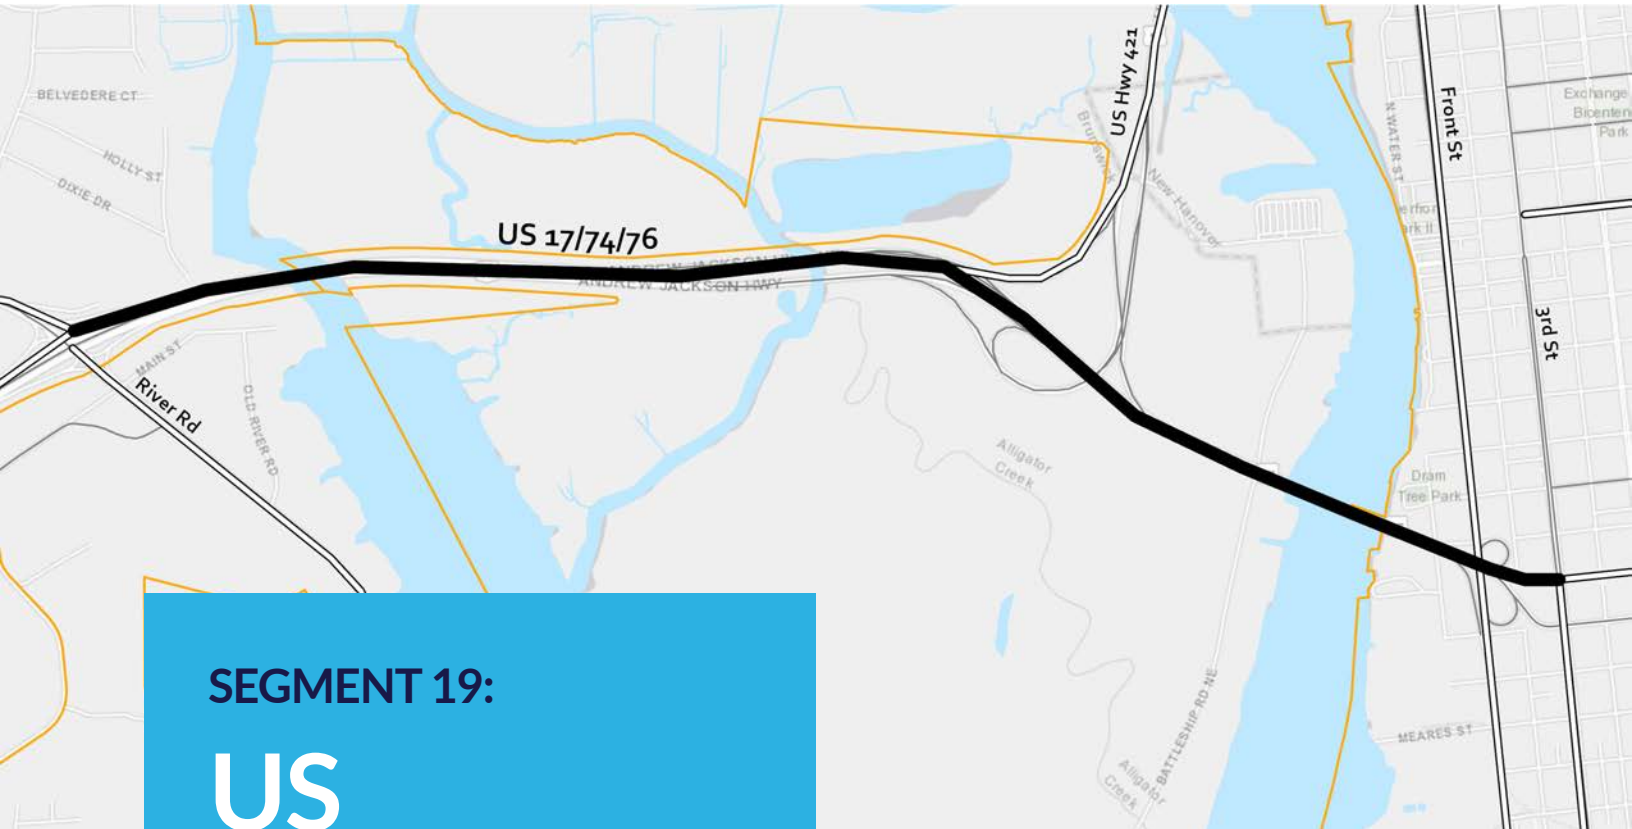 BELVEDERE CT
HOLLY ST
DIXIE DR
US 17/74/76
ANDREW JACKSON
ANDREW JACKSON HWY
US Hwy 421
Brunswick
New Hanover
N WATER ST
Front St
Exchange
Park
3rd St
MAIN ST
River Rd
OLD RIVER RD
Alligator
Creek
Dram
Tree Park
BATTLESHIP RD NE
Alligator
Creek
MEARES ST
SEGMENT 19:
US